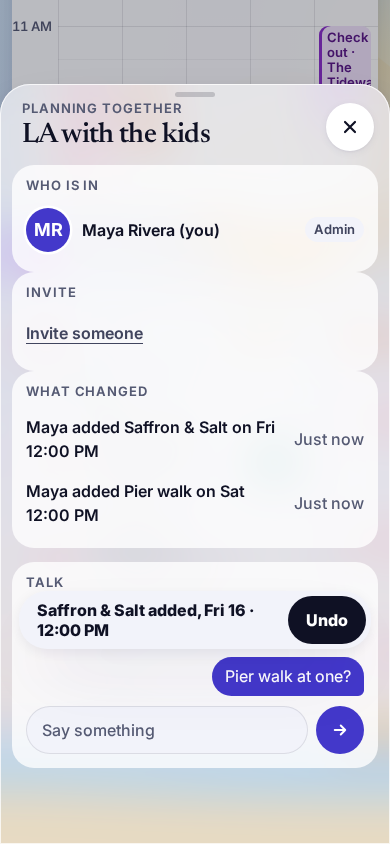 11 AM
Check
out ·
The
PLANNING TOGETHER
LA with the kids
WHO IS IN
MR
Maya Rivera (you)
Admin
INVITE
Invite someone
WHAT CHANGED
Maya added Saffron & Salt on Fri
12:00 PM
Just now
Maya added Pier walk on Sat
12:00 PM
Just now
TALK
Saffron & Salt added, Fri 16 ·
12:00 PM
Undo
Pier walk at one?
Say something